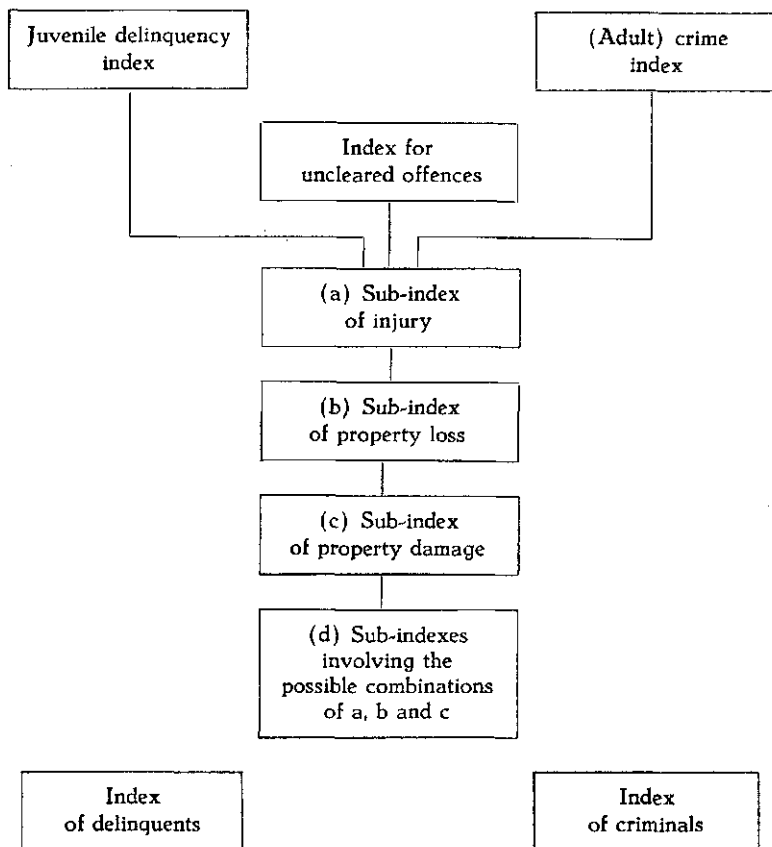 Juvenile delinquency
index
(Adult) crime
index
Index for
uncleared offences
(a) Sub-index
of injury
(b) Sub-index
of property loss
(c) Sub-index
of property damage
(d) Sub-indexes
involving the
possible combinations
of a, b and c
Index
of delinquents
Index
of criminals